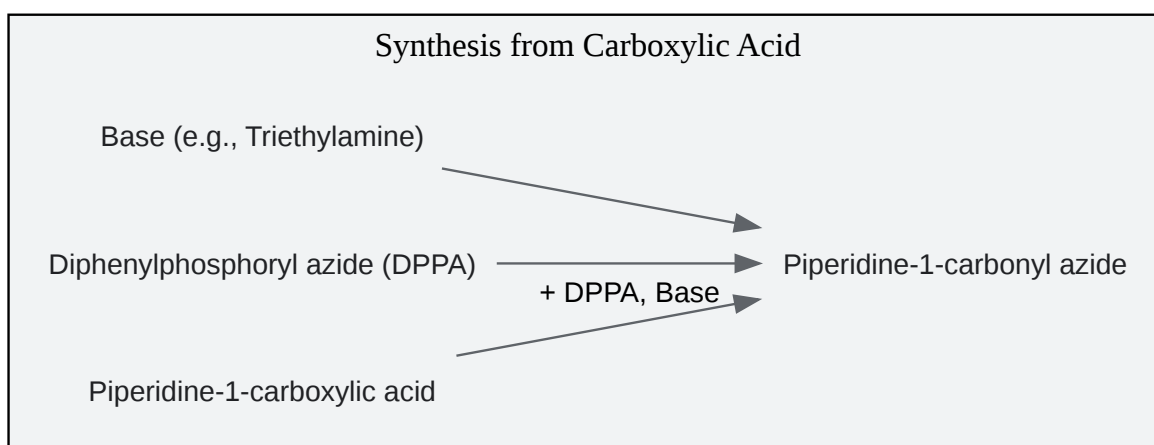 Synthesis from Carboxylic Acid
Base (e.g., Triethylamine)
Diphenylphosphoryl azide (DPPA)
Piperidine-1-carbonyl azide
+ DPPA, Base
Piperidine-1-carboxylic acid